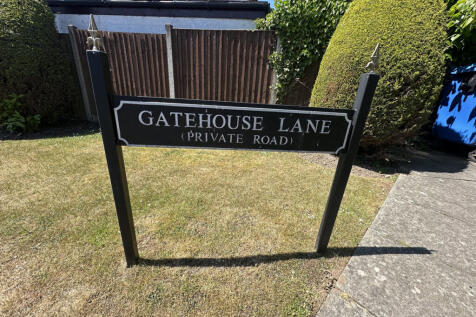 GATEHOUSE LANE
(PRIVATE ROAD)